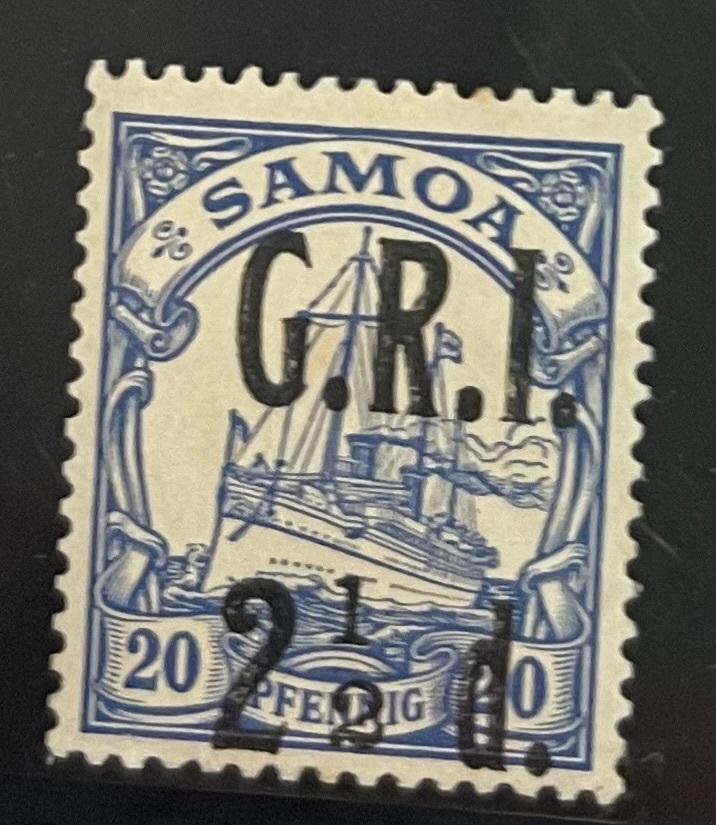 SAMOA
G.R.I.
2 1/2 d.
20 PFENNIG 20